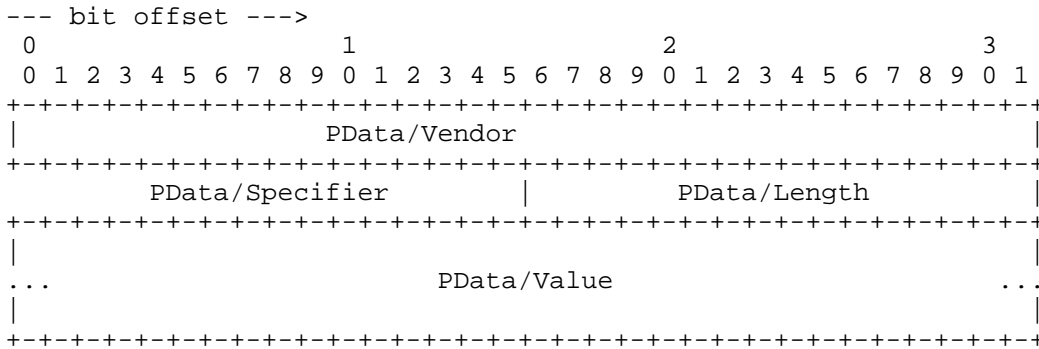 --- bit offset --->
 0                   1                   2                   3
 0 1 2 3 4 5 6 7 8 9 0 1 2 3 4 5 6 7 8 9 0 1 2 3 4 5 6 7 8 9 0 1
+-+-+-+-+-+-+-+-+-+-+-+-+-+-+-+-+-+-+-+-+-+-+-+-+-+-+-+-+-+-+-+-+
|                   PData/Vendor                                |
+-+-+-+-+-+-+-+-+-+-+-+-+-+-+-+-+-+-+-+-+-+-+-+-+-+-+-+-+-+-+-+-+
         PData/Specifier        |         PData/Length          |
+-+-+-+-+-+-+-+-+-+-+-+-+-+-+-+-+-+-+-+-+-+-+-+-+-+-+-+-+-+-+-+-+
|                                                               |
...                        PData/Value                        ...
|                                                               |
+-+-+-+-+-+-+-+-+-+-+-+-+-+-+-+-+-+-+-+-+-+-+-+-+-+-+-+-+-+-+-+-+